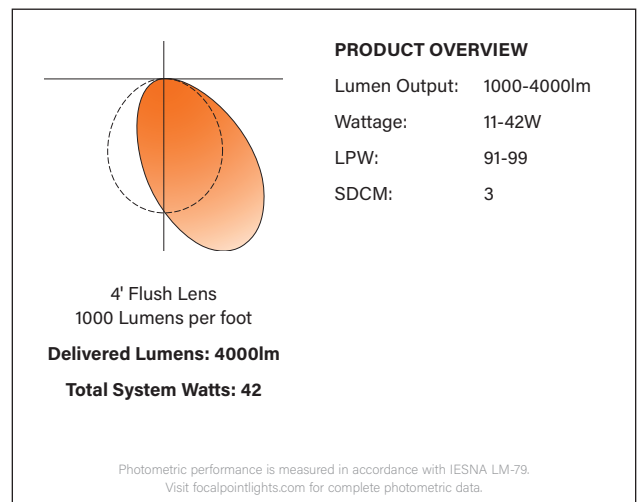 PRODUCT OVERVIEW
Lumen Output: 1000-4000lm
Wattage: 11-42W
LPW: 91-99
SDCM: 3
4' Flush Lens
1000 Lumens per foot
Delivered Lumens: 4000lm
Total System Watts: 42
Photometric performance is measured in accordance with IESNA LM-79.
Visit focalpointlights.com for complete photometric data.